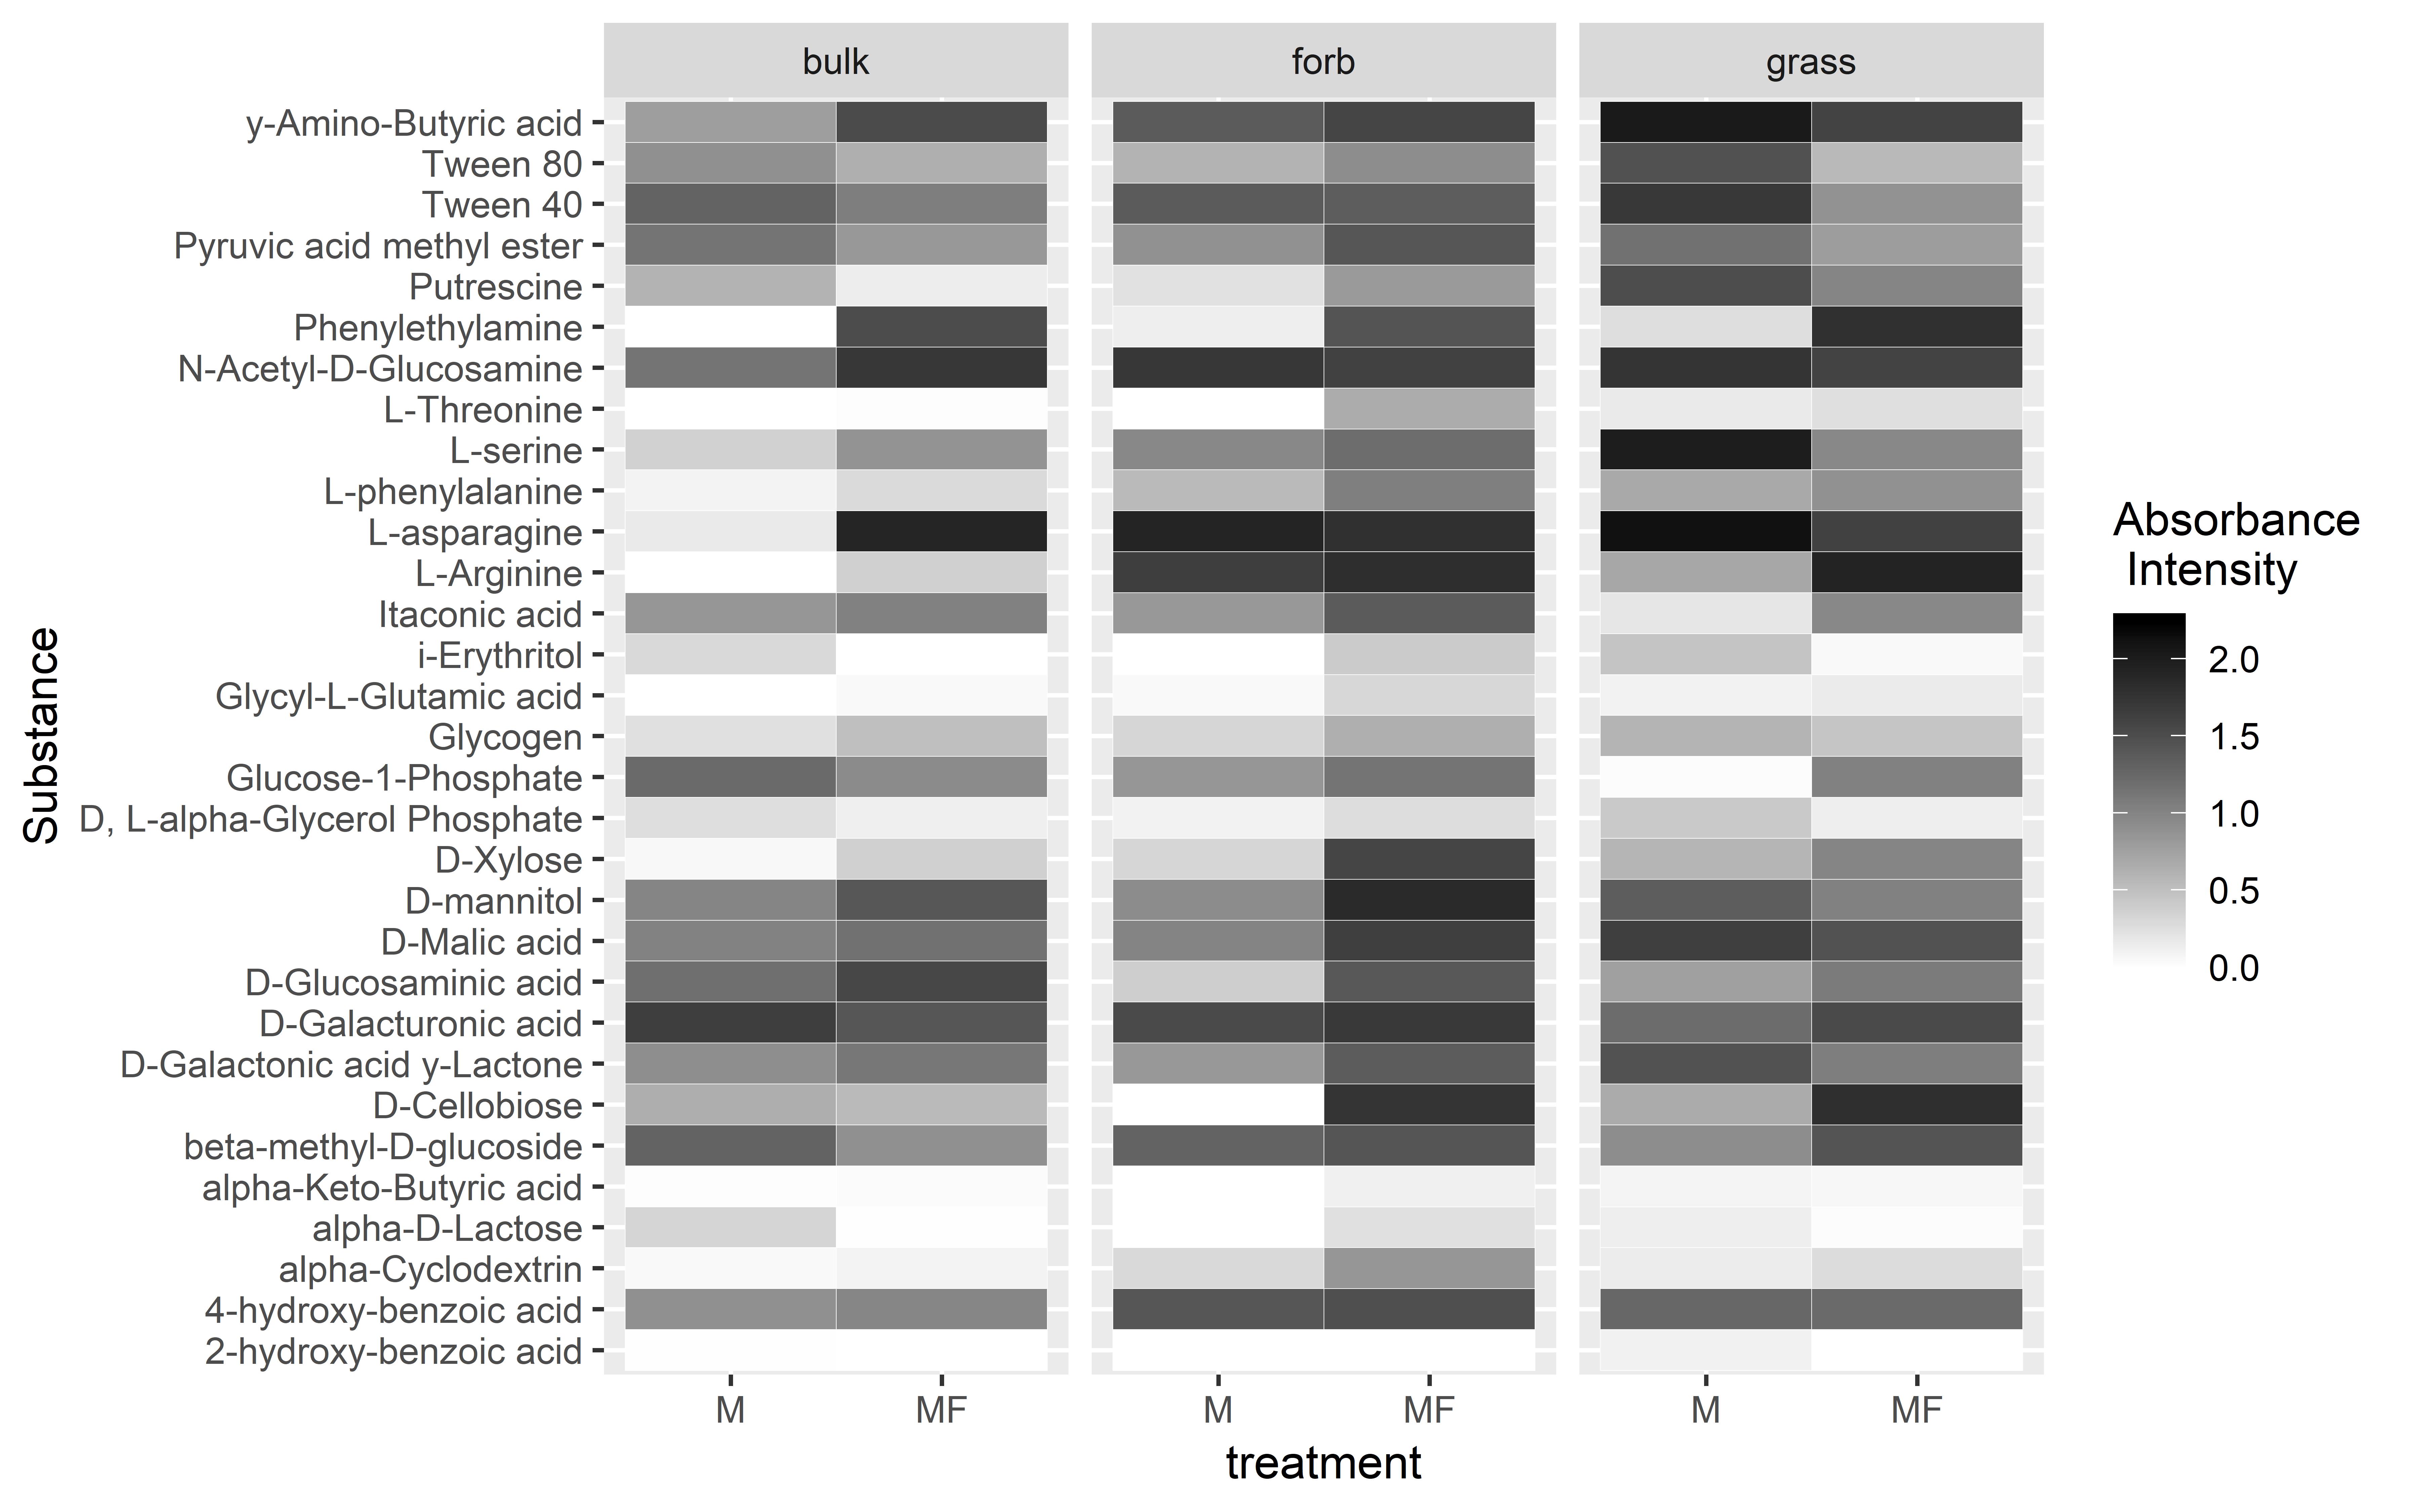 bulk
forb
grass
y-Amino-Butyric acid
Tween 80
Tween 40
Pyruvic acid methyl ester
Putrescine
Phenylethylamine
N-Acetyl-D-Glucosamine
L-Threonine
L-serine
L-phenylalanine
L-asparagine
L-Arginine
Itaconic acid
i-Erythritol
Glycyl-L-Glutamic acid
Glycogen
Glucose-1-Phosphate
D, L-alpha-Glycerol Phosphate
D-Xylose
D-mannitol
D-Malic acid
D-Glucosaminic acid
D-Galacturonic acid
D-Galactonic acid y-Lactone
D-Cellobiose
beta-methyl-D-glucoside
alpha-Keto-Butyric acid
alpha-D-Lactose
alpha-Cyclodextrin
4-hydroxy-benzoic acid
2-hydroxy-benzoic acid
Substance
M
MF
M
MF
M
MF
treatment
Absorbance
Intensity
2.0
1.5
1.0
0.5
0.0